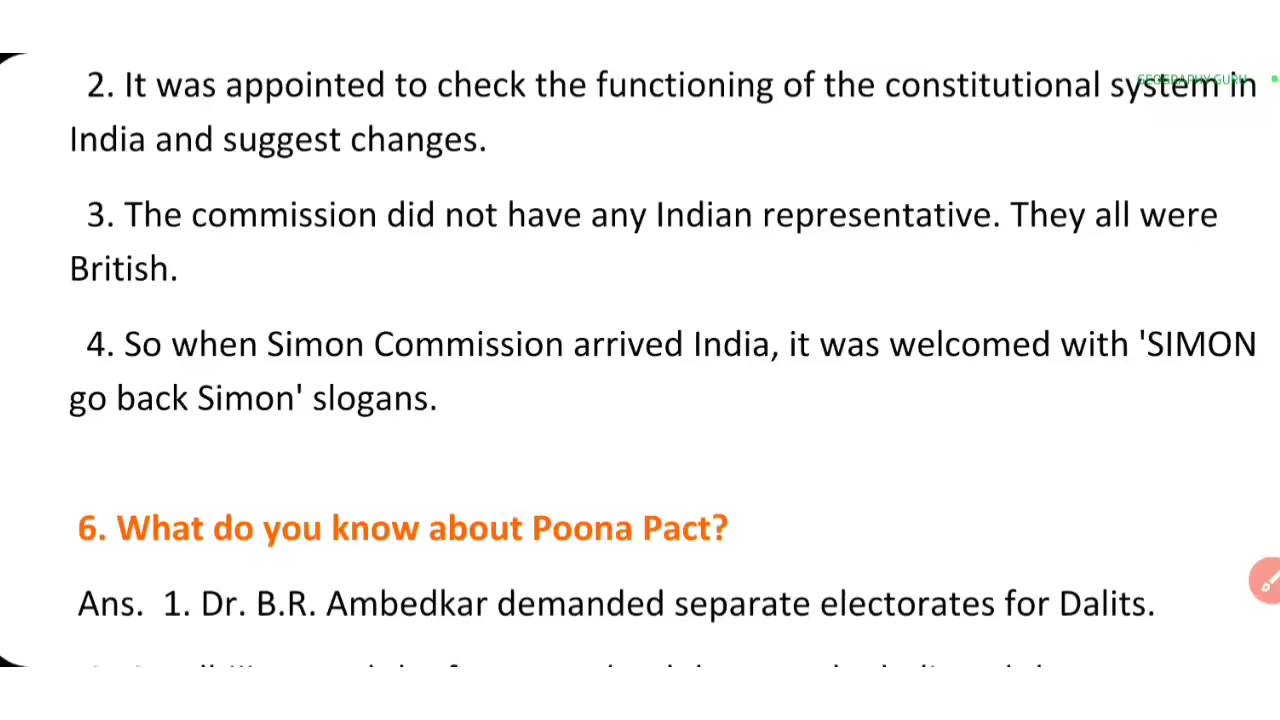 2. It was appointed to check the functioning of the constitutional system in
India and suggest changes.
3. The commission did not have any Indian representative. They all were
British.
4. So when Simon Commission arrived India, it was welcomed with 'SIMON
go back Simon' slogans.
6. What do you know about Poona Pact?
Ans. 1. Dr. B.R. Ambedkar demanded separate electorates for Dalits.
GEOGRAPHY GURU